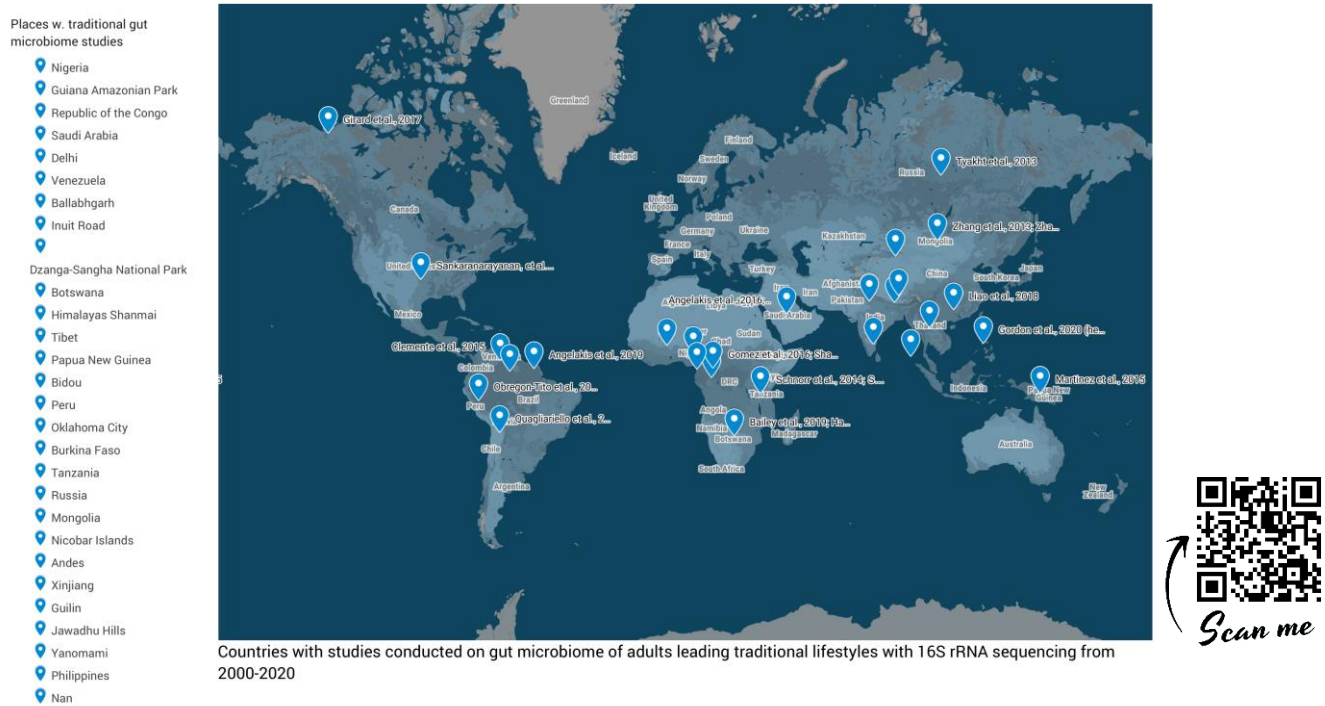 Places w. traditional gut
microbiome studies
Nigeria
Guiana Amazonian Park
Republic of the Congo
Saudi Arabia
Delhi
Venezuela
Ballabhgarh
Inuit Road
Dzanga-Sangha National Park
Botswana
Himalayas Shanmai
Tibet
Papua New Guinea
Bidou
Peru
Oklahoma City
Burkina Faso
Tanzania
Russia
Mongolia
Nicobar Islands
Andes
Xinjiang
Guilin
Jawadhu Hills
Yanomami
Philippines
Nan
Greenland
Girard et al., 2017
Iceland
Finland
Sweden
Norway
Russia
Tyakht et al., 2013
Canada
United Kingdom
Poland
Germany
Ukraine
France
Kazakhstan
Zhang et al., 2013; Zha...
Mongolia
Spain
Italy
Turkey
Sankaranarayanan, et al...
Afghanistan
China
South Korea
Japan
Iran
Pakistan
Mexico
Angelakis et al., 2016...
Libya
Saudi Arabia
Liao et al., 2018
India
Thailand
Sudan
Chad
Gordon et al., 2020 (he...
Clemente et al., 2015
Angelakis et al., 2019
Gomez et al., 2016; Sha...
Colombia
Obregon-Tito et al., 20...
DRC
Schnorr et al., 2014; S...
Tanzania
Indonesia
Martinez et al., 2015
Papua New
Guinea
Peru
Brazil
Quagliariello et al., 2...
Angola
Namibia
Bailey et al., 2019; Ha...
Botswana
Madagascar
Chile
Australia
South Africa
Argentina
New
Zealand
Countries with studies conducted on gut microbiome of adults leading traditional lifestyles with 16S rRNA sequencing from
2000-2020
Scan me